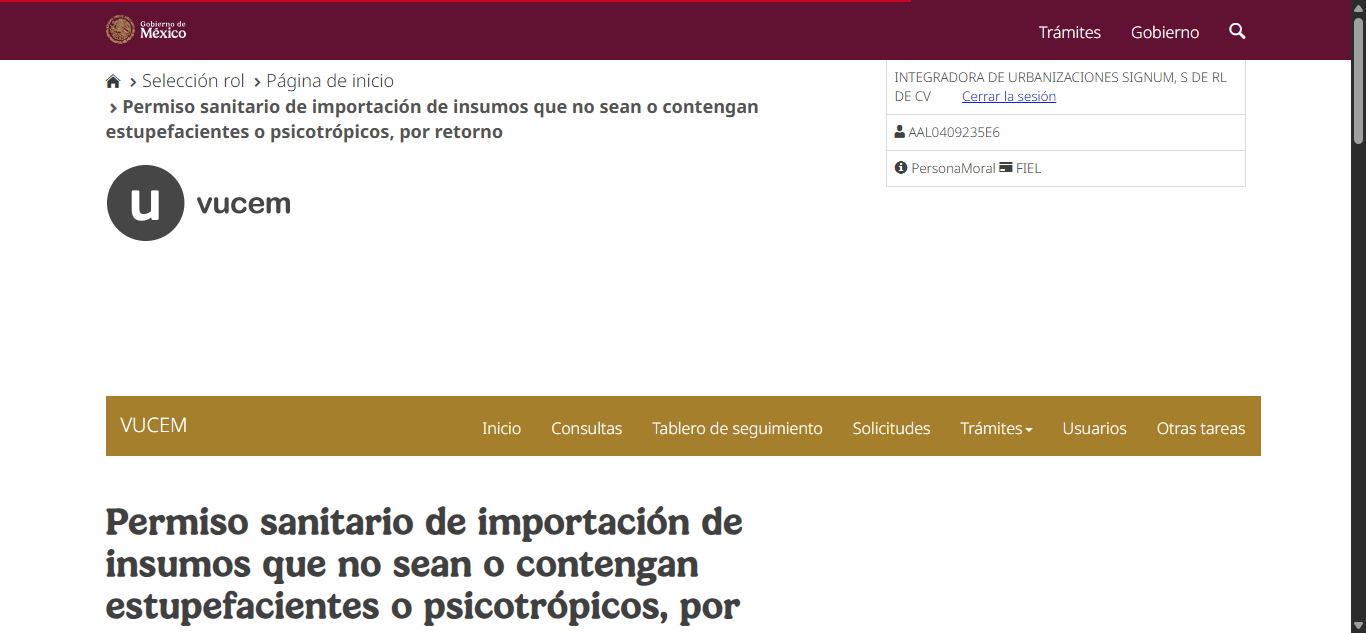 Gobierno de
México
Trámites Gobierno
Selección rol Página de inicio
Permiso sanitario de importación de insumos que no sean o contengan
estupefacientes o psicotrópicos, por retorno
INTEGRADORA DE URBANIZACIONES SIGNUM, S DE RL
DE CV Cerrar la sesión
AAL0409235E6
PersonaMoral FIEL
u vucem
VUCEM Inicio Consultas Tablero de seguimiento Solicitudes Trámites Usuarios Otras tareas
Permiso sanitario de importación de
insumos que no sean o contengan
estupefacientes o psicotrópicos, por